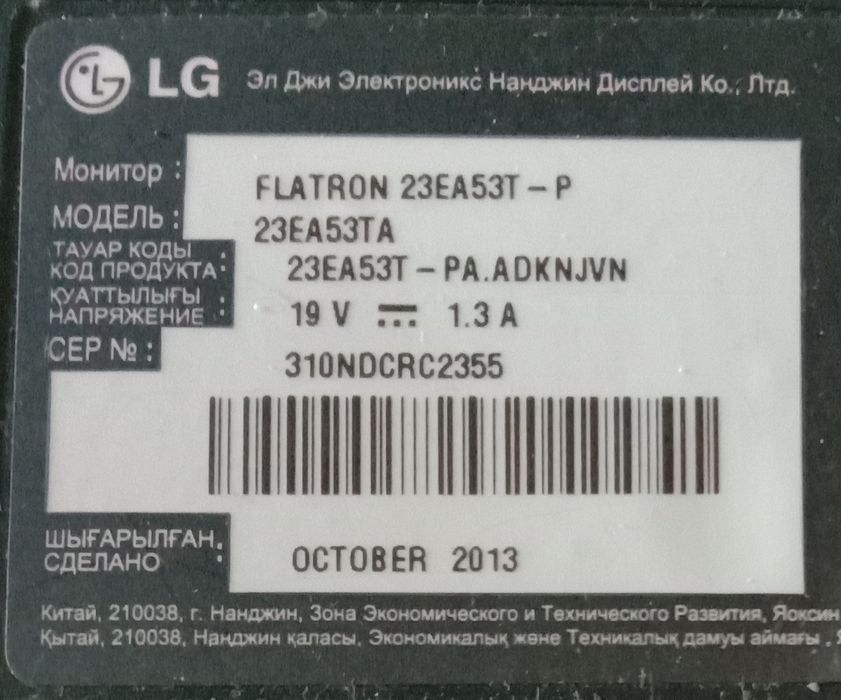 LG Эл Джи Электроникс Нанджин Дисплей Ко., Лтд.
Монитор : FLATRON 23EA53T-P
МОДЕЛЬ : 23EA53TA
ТАУАР КОДЫ
КОД ПРОДУКТА : 23EA53T-PA.ADKNJVN
ҚУАТТЫЛЫҒЫ
НАПРЯЖЕНИЕ : 19 V ⎓ 1.3 A
СЕР № : 310NDCRC2355
ШЫҒАРЫЛҒАН
СДЕЛАНО : OCTOBER 2013
Китай, 210038, г. Нанджин, Зона Экономического и Технического Развития, Яоксин
Қытай, 210038, Нанджин қаласы, Экономикалық және Техникалық дамуы аймағы ,